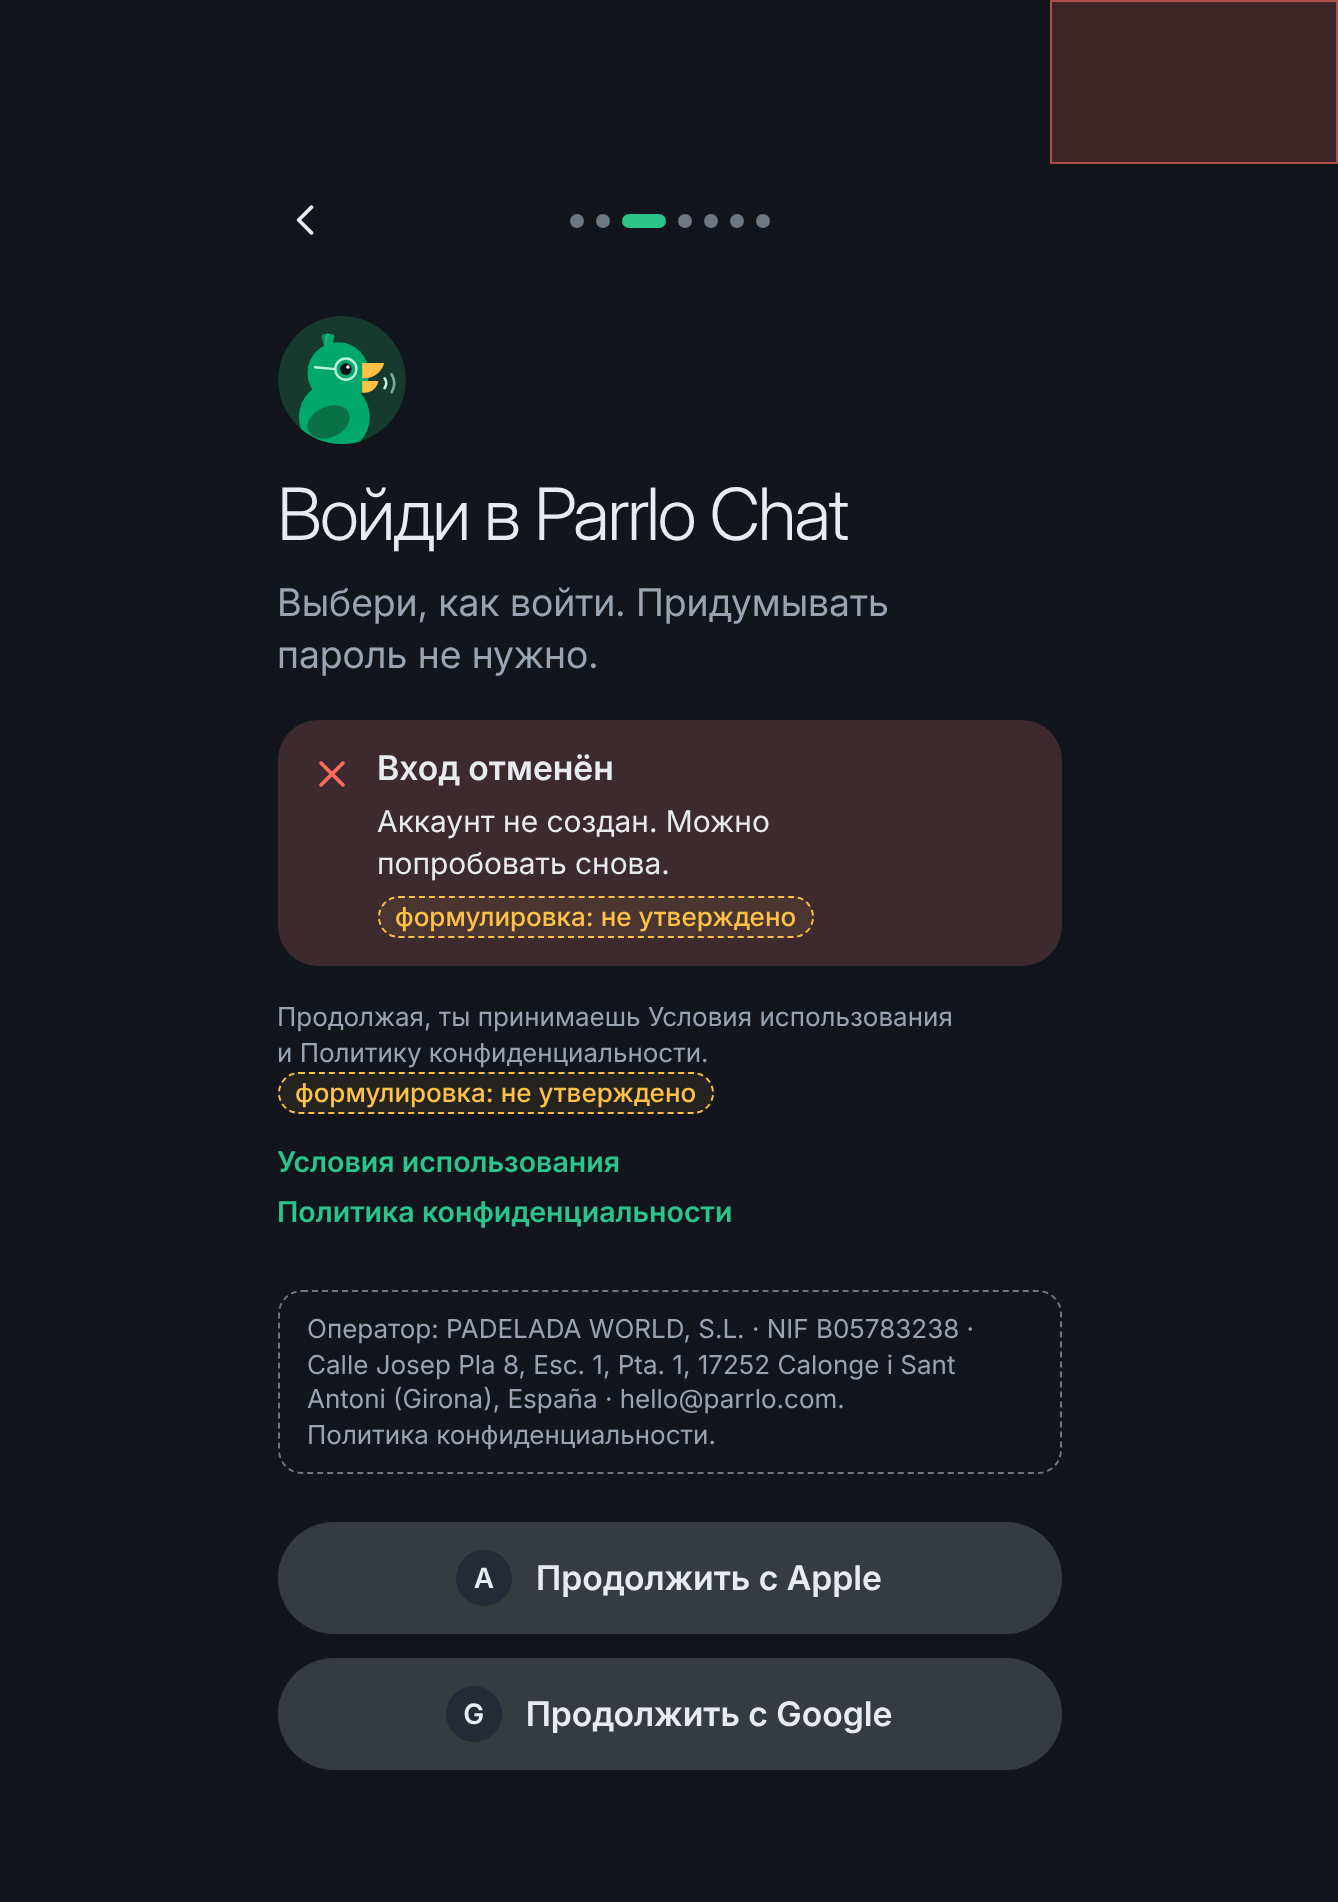 Войди в Parrlo Chat
Выбери, как войти. Придумывать
пароль не нужно.
Вход отменён
Аккаунт не создан. Можно
попробовать снова.
формулировка: не утверждено
Продолжая, ты принимаешь Условия использования
и Политику конфиденциальности.
формулировка: не утверждено
Условия использования
Политика конфиденциальности
Оператор: PADELADA WORLD, S.L. · NIF B05783238 ·
Calle Josep Pla 8, Esc. 1, Pta. 1, 17252 Calonge i Sant
Antoni (Girona), España · hello@parrlo.com.
Политика конфиденциальности.
A Продолжить с Apple
G Продолжить с Google